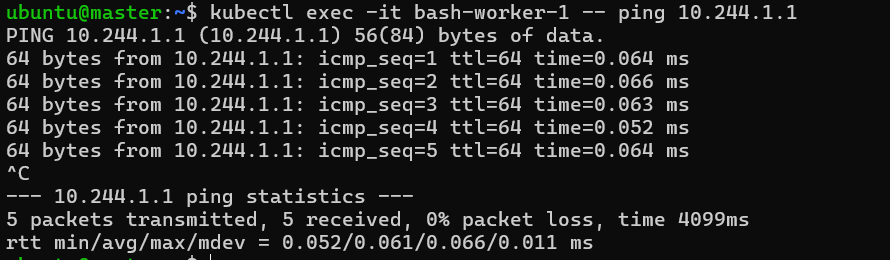 ubuntu@master:~$ kubectl exec -it bash-worker-1 -- ping 10.244.1.1
PING 10.244.1.1 (10.244.1.1) 56(84) bytes of data.
64 bytes from 10.244.1.1: icmp_seq=1 ttl=64 time=0.064 ms
64 bytes from 10.244.1.1: icmp_seq=2 ttl=64 time=0.066 ms
64 bytes from 10.244.1.1: icmp_seq=3 ttl=64 time=0.063 ms
64 bytes from 10.244.1.1: icmp_seq=4 ttl=64 time=0.052 ms
64 bytes from 10.244.1.1: icmp_seq=5 ttl=64 time=0.064 ms
^C
--- 10.244.1.1 ping statistics ---
5 packets transmitted, 5 received, 0% packet loss, time 4099ms
rtt min/avg/max/mdev = 0.052/0.061/0.066/0.011 ms